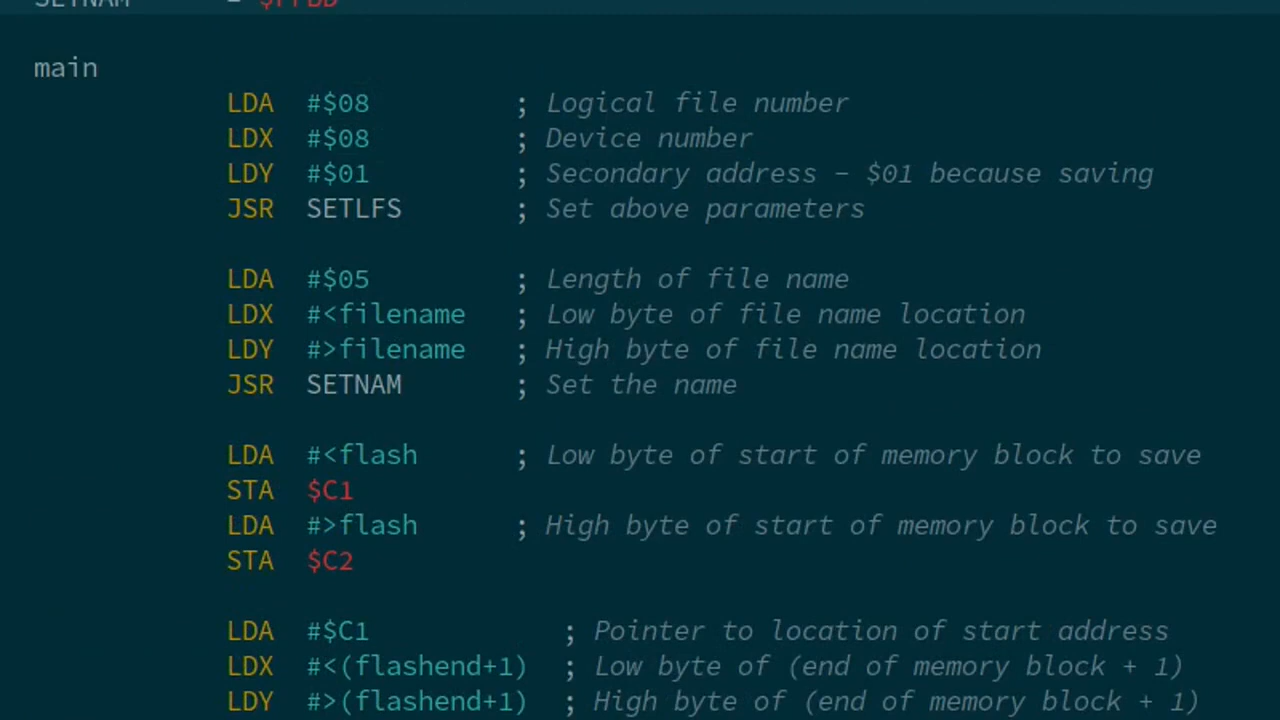 SETNAM = $FFBD
main
LDA #$08 ; Logical file number
LDX #$08 ; Device number
LDY #$01 ; Secondary address - $01 because saving
JSR SETLFS ; Set above parameters
LDA #$05 ; Length of file name
LDX #<filename ; Low byte of file name location
LDY #>filename ; High byte of file name location
JSR SETNAM ; Set the name
LDA #<flash ; Low byte of start of memory block to save
STA $C1
LDA #>flash ; High byte of start of memory block to save
STA $C2
LDA #$C1 ; Pointer to location of start address
LDX #<(flashend+1) ; Low byte of (end of memory block + 1)
LDY #>(flashend+1) ; High byte of (end of memory block + 1)